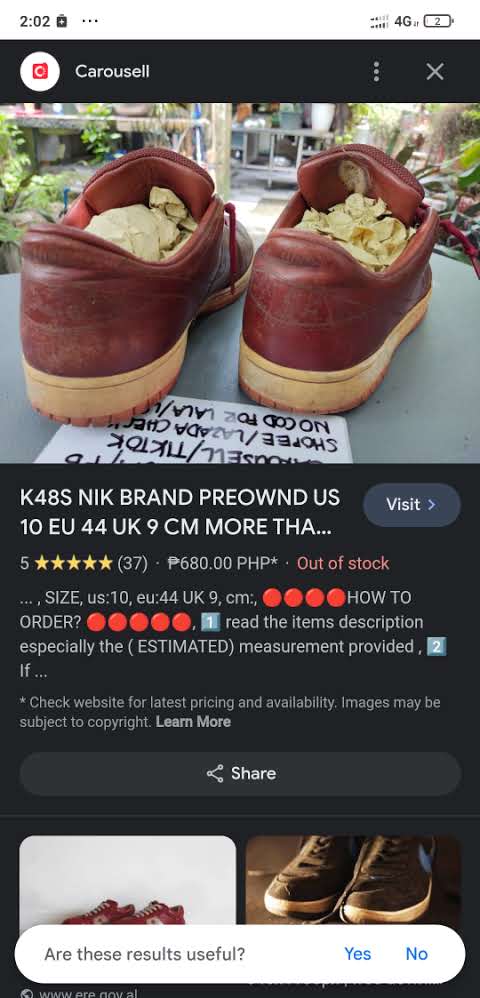 2:02
4G
2
Carousell
NO COD FOR LALA/
SHOPEE / LAZADA CHEC
CAROUSELL/TIKTOK
K48S NIK BRAND PREOWND US
10 EU 44 UK 9 CM MORE THA...
Visit
5 ★★★★★ (37) · ₱680.00 PHP* · Out of stock
... , SIZE, us:10, eu:44 UK 9, cm:, 🔴🔴🔴🔴HOW TO
ORDER? 🔴🔴🔴🔴🔴, 1️⃣ read the items description
especially the ( ESTIMATED) measurement provided , 2️⃣
If ...
* Check website for latest pricing and availability. Images may be
subject to copyright. Learn More
Share
Are these results useful? Yes No
www.ere.gov.al